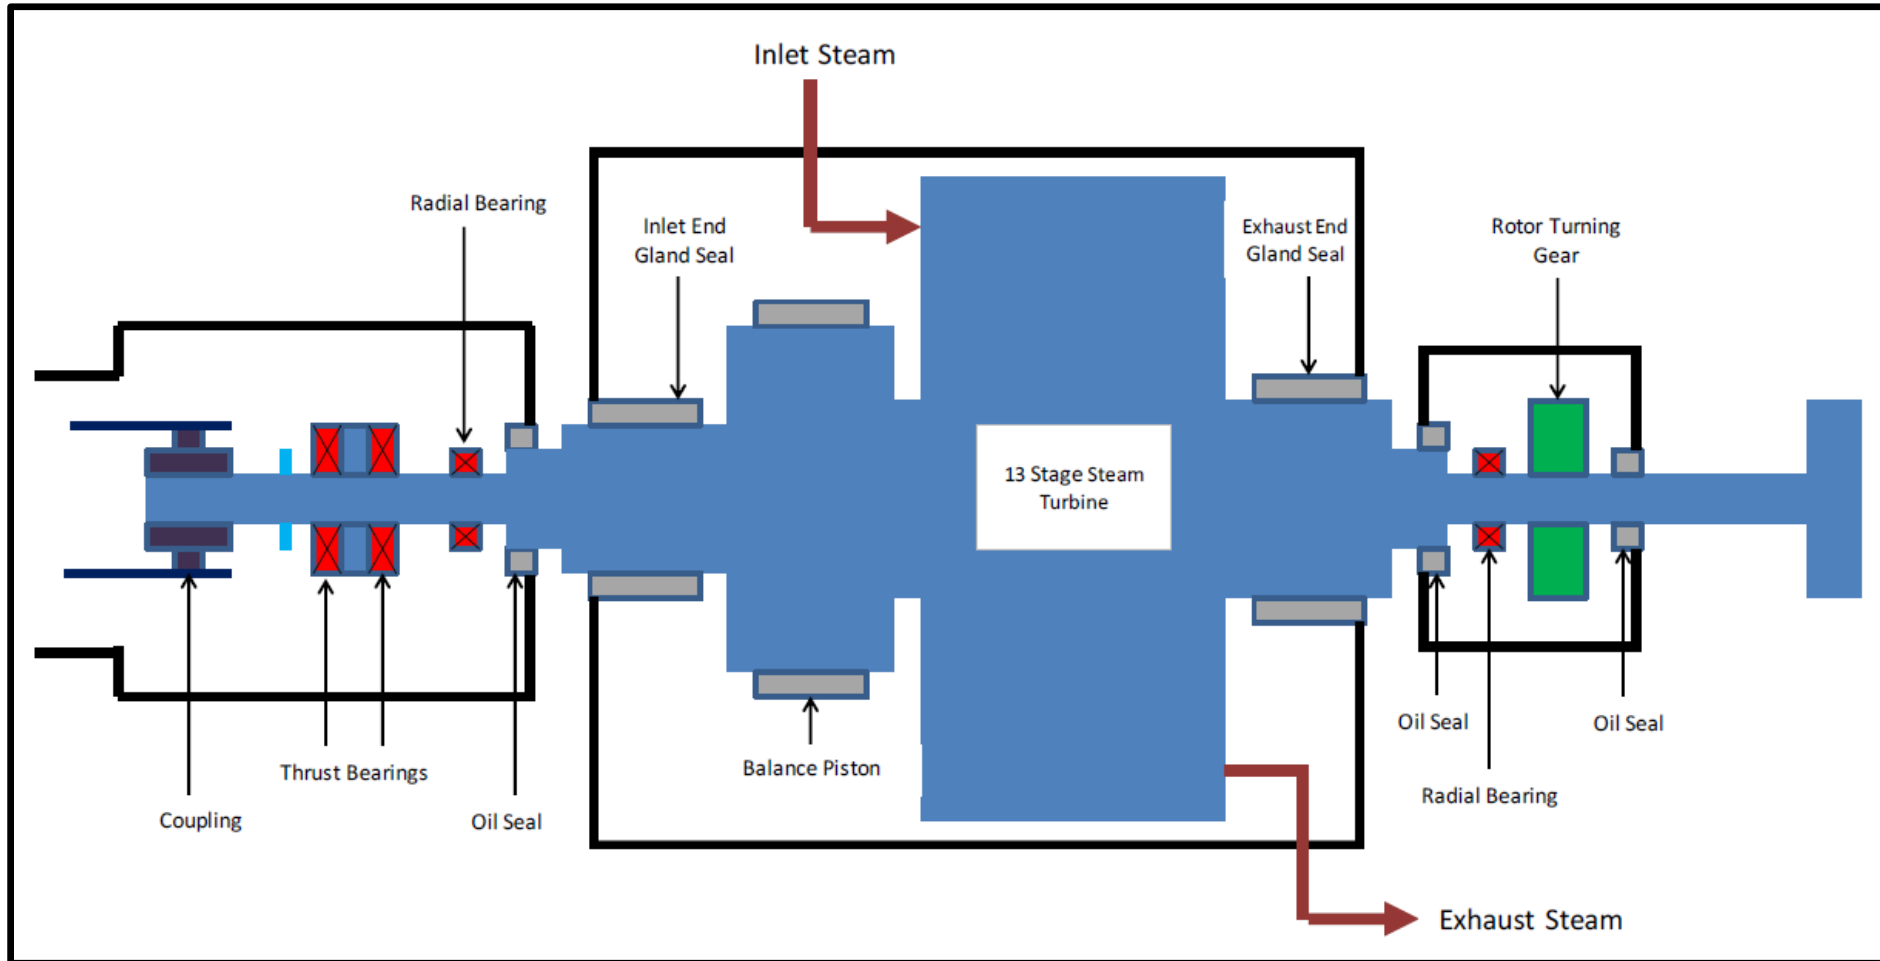 Inlet Steam
Radial Bearing
Inlet End
Gland Seal
Exhaust End
Gland Seal
Rotor Turning
Gear
13 Stage Steam
Turbine
Thrust Bearings
Balance Piston
Coupling
Oil Seal
Oil Seal
Oil Seal
Radial Bearing
Exhaust Steam